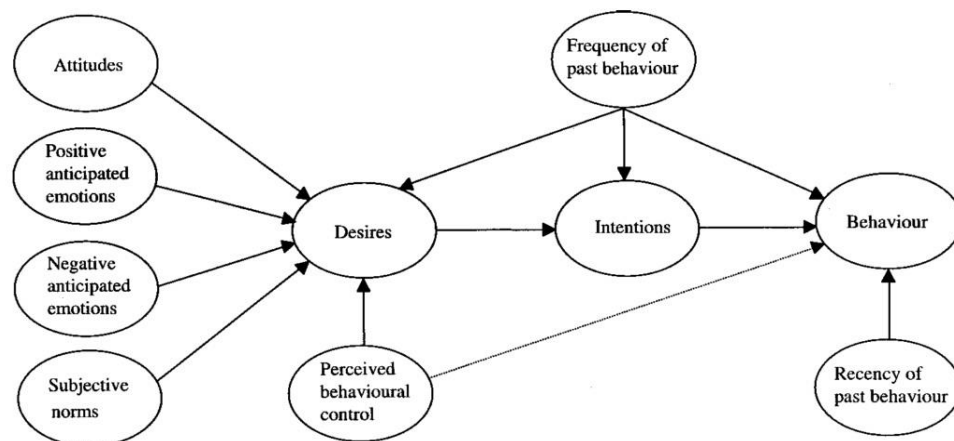 Attitudes
Frequency of
past behaviour
Positive
anticipated
emotions
Desires
Intentions
Behaviour
Negative
anticipated
emotions
Subjective
norms
Perceived
behavioural
control
Recency of
past behaviour